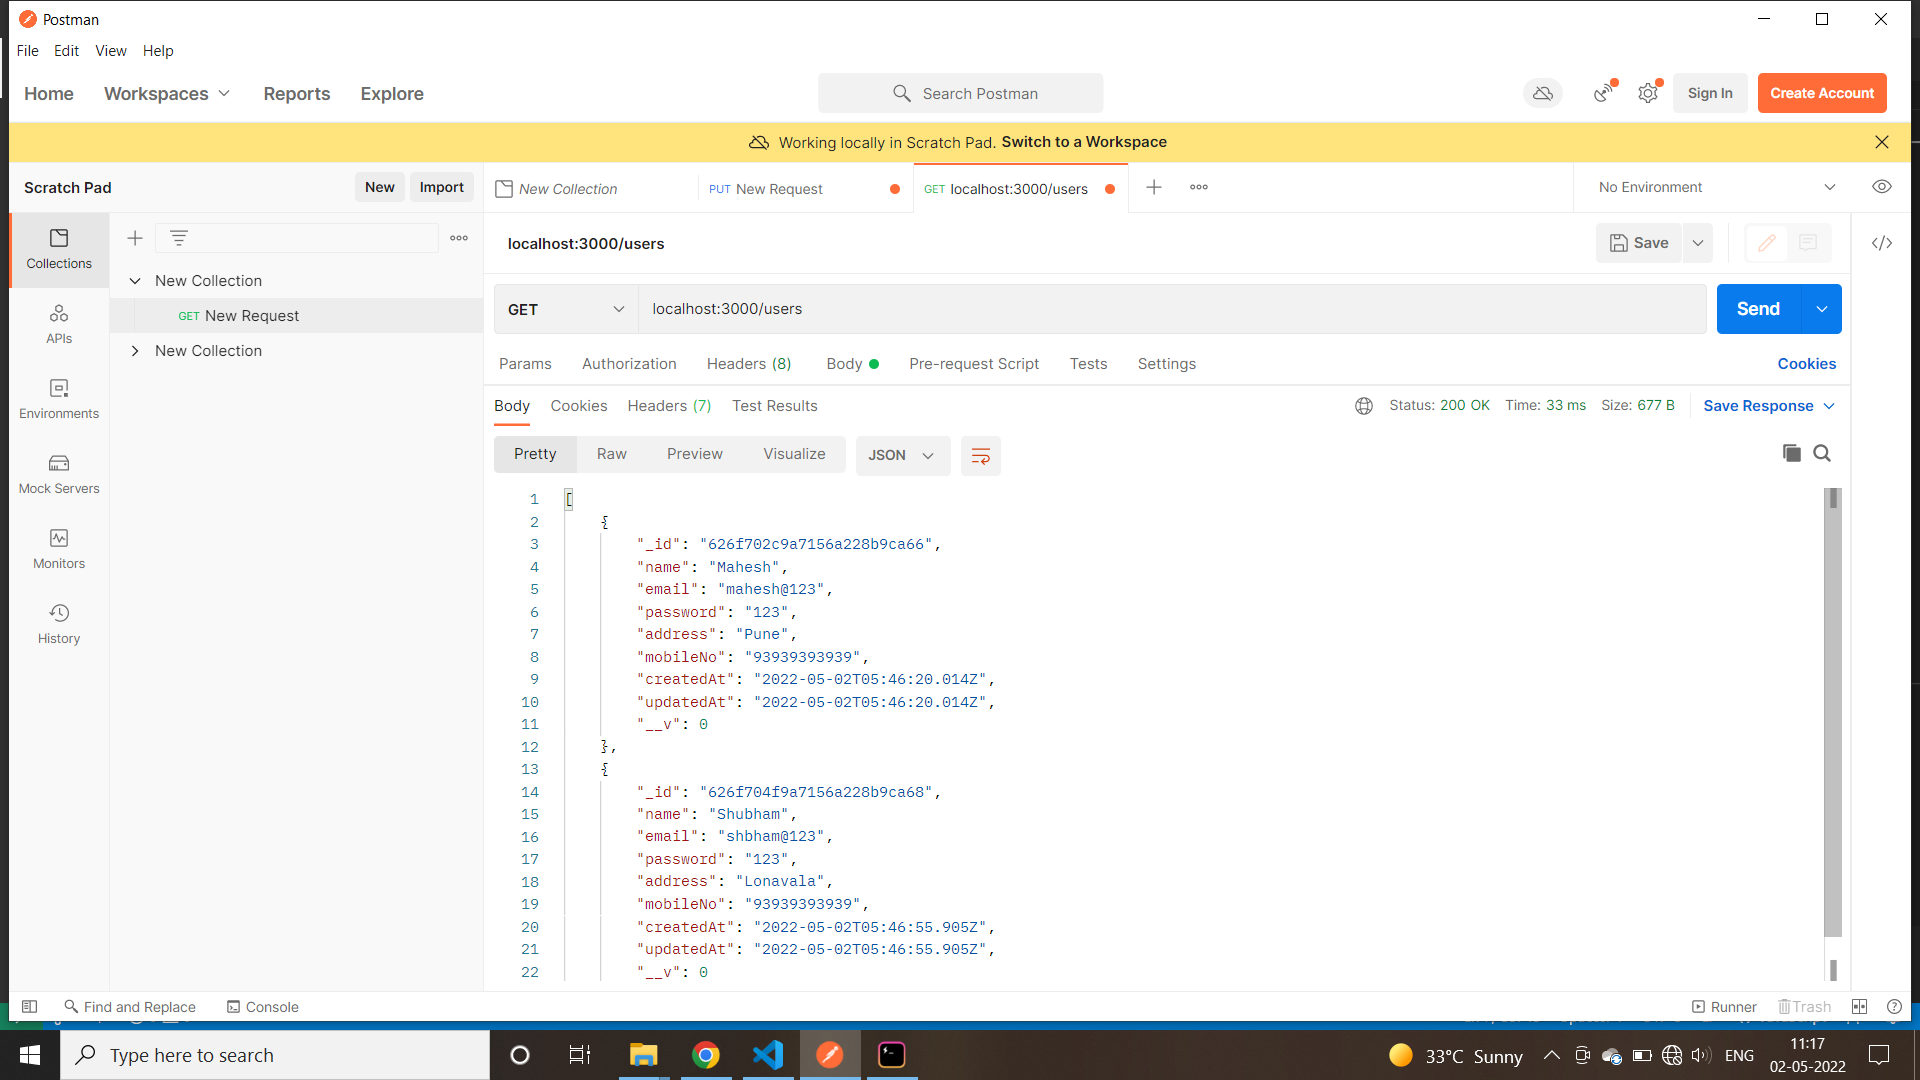 Postman
File Edit View Help
Home Workspaces Reports Explore
Search Postman
Sign In
Create Account
Working locally in Scratch Pad. Switch to a Workspace
Scratch Pad
New
Import
New Collection
PUT New Request
GET localhost:3000/users
No Environment
Collections
APIs
Environments
Mock Servers
Monitors
History
New Collection
GET New Request
New Collection
localhost:3000/users
Save
GET
localhost:3000/users
Send
Params Authorization Headers (8) Body Pre-request Script Tests Settings
Cookies
Body Cookies Headers (7) Test Results
Status: 200 OK Time: 33 ms Size: 677 B
Save Response
Pretty Raw Preview Visualize
JSON
1 [
2 {
3 "_id": "626f702c9a7156a228b9ca66",
4 "name": "Mahesh",
5 "email": "mahesh@123",
6 "password": "123",
7 "address": "Pune",
8 "mobileNo": "93939393939",
9 "createdAt": "2022-05-02T05:46:20.014Z",
10 "updatedAt": "2022-05-02T05:46:20.014Z",
11 "__v": 0
12 },
13 {
14 "_id": "626f704f9a7156a228b9ca68",
15 "name": "Shubham",
16 "email": "shbham@123",
17 "password": "123",
18 "address": "Lonavala",
19 "mobileNo": "93939393939",
20 "createdAt": "2022-05-02T05:46:55.905Z",
21 "updatedAt": "2022-05-02T05:46:55.905Z",
22 "__v": 0
Find and Replace
Console
Runner
Trash
Type here to search
33°C Sunny
ENG
11:17
02-05-2022